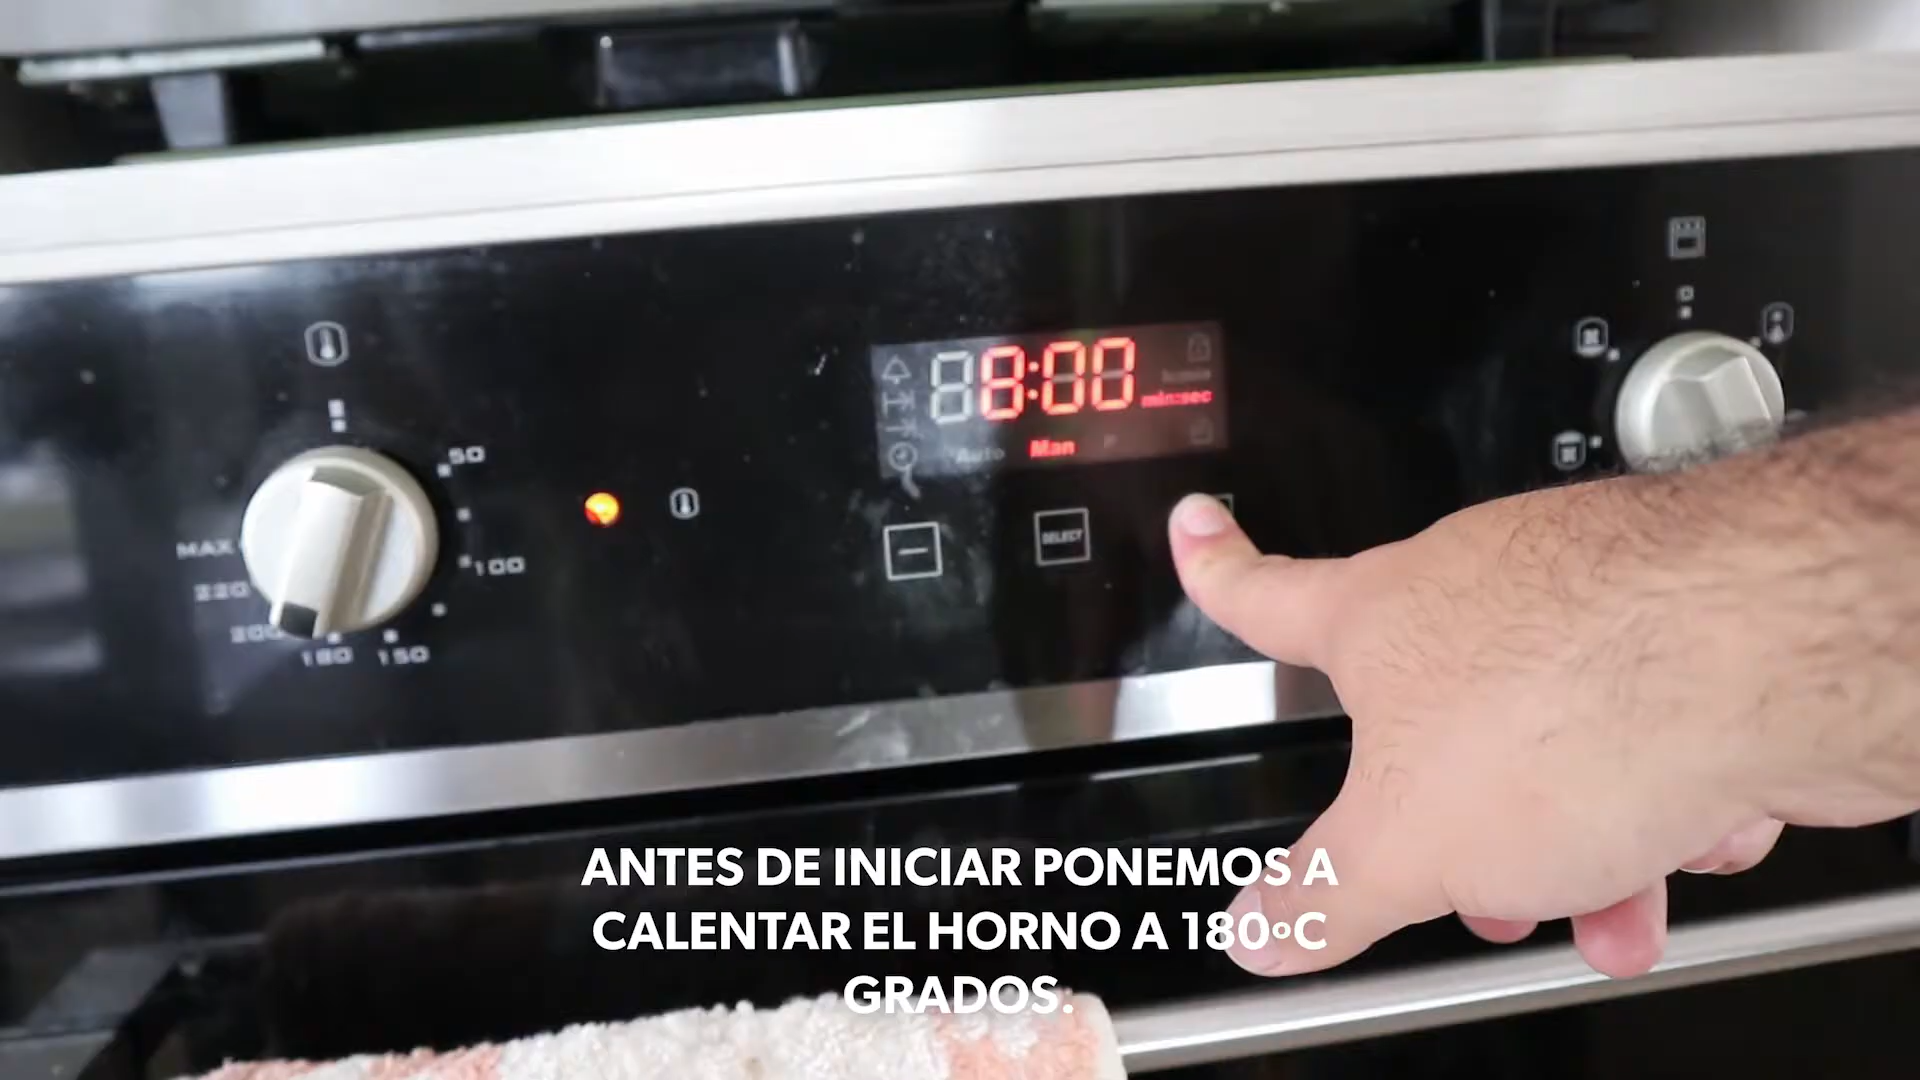 8:00
min:sec
Auto Man P
50
SELECT
MAX
100
220
200
180 150
ANTES DE INICIAR PONEMOS A
CALENTAR EL HORNO A 180ºC
GRADOS.